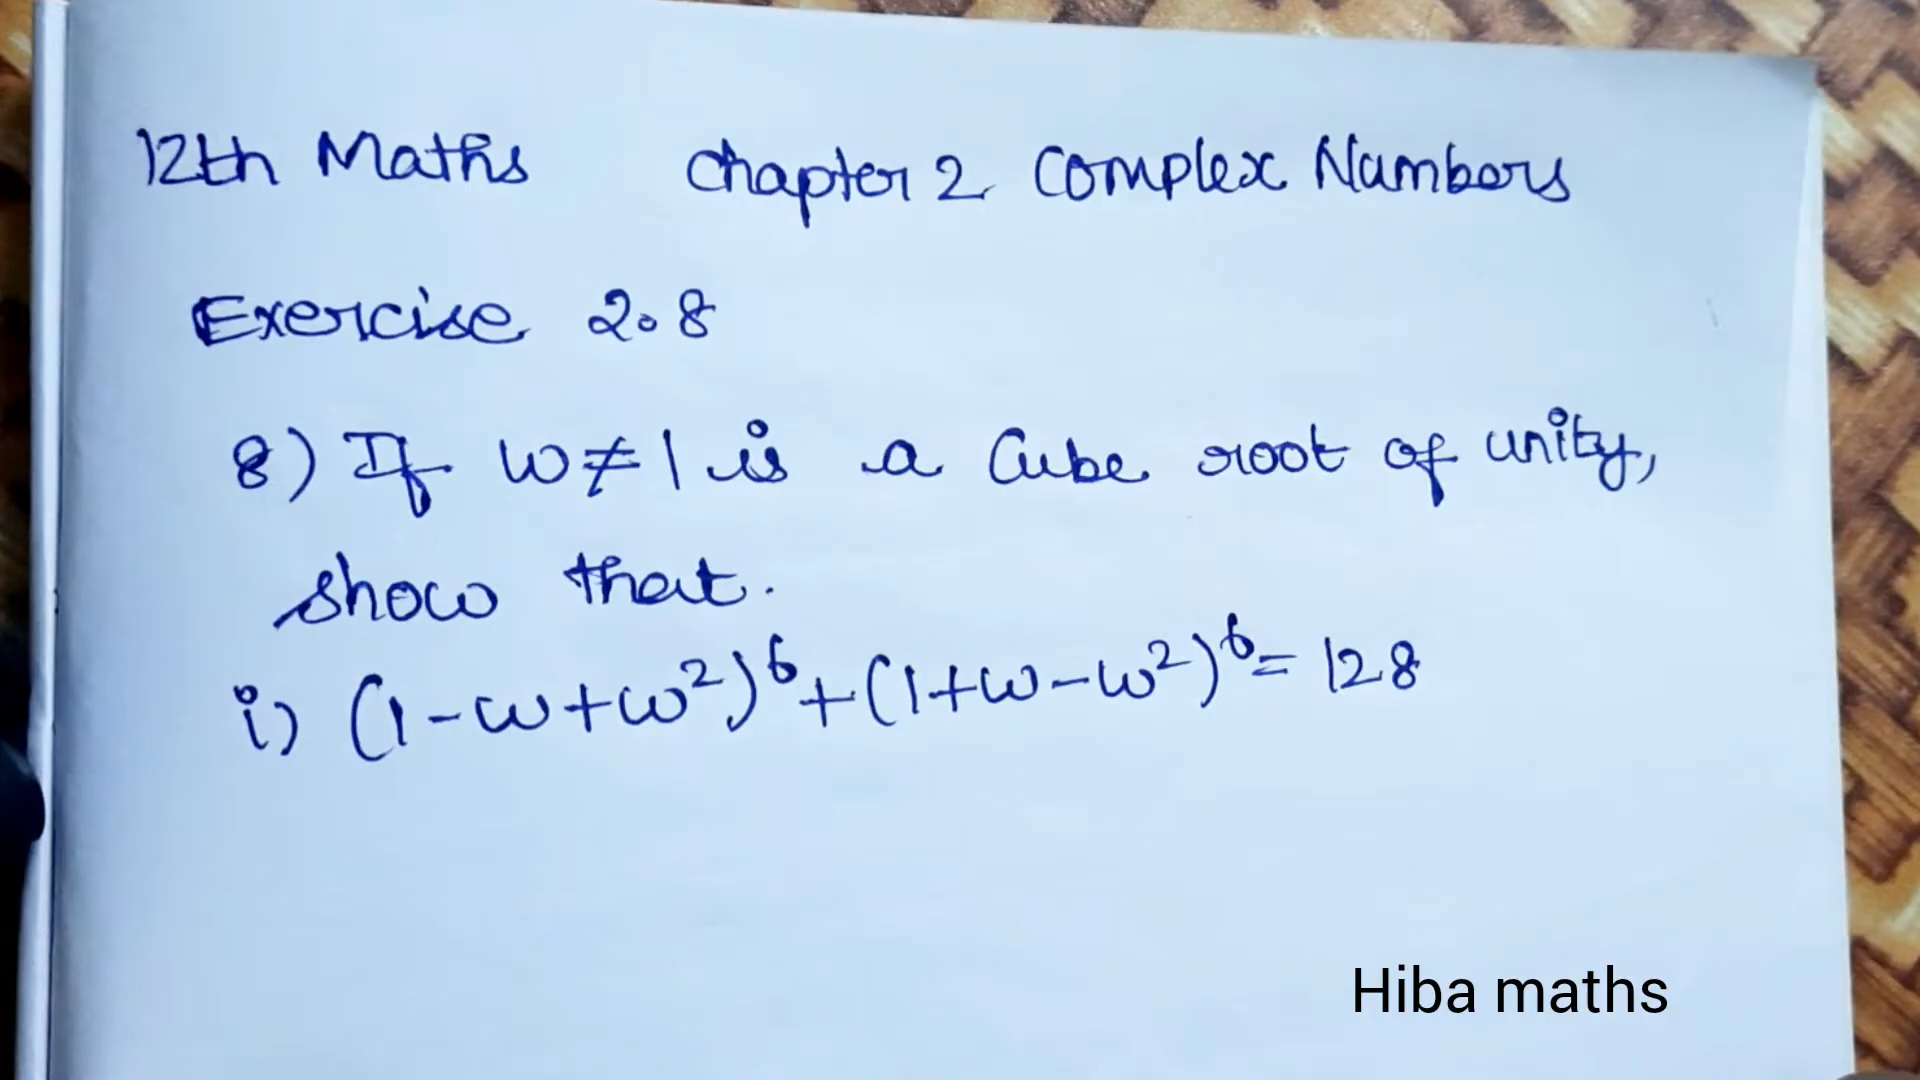 12th Maths Chapter 2 Complex Numbers
Exercise 2.8
8) If ω≠1 is a Cube root of unity,
show that.
i) (1-ω+ω²)⁶+(1+ω-ω²)⁶= 128
Hiba maths